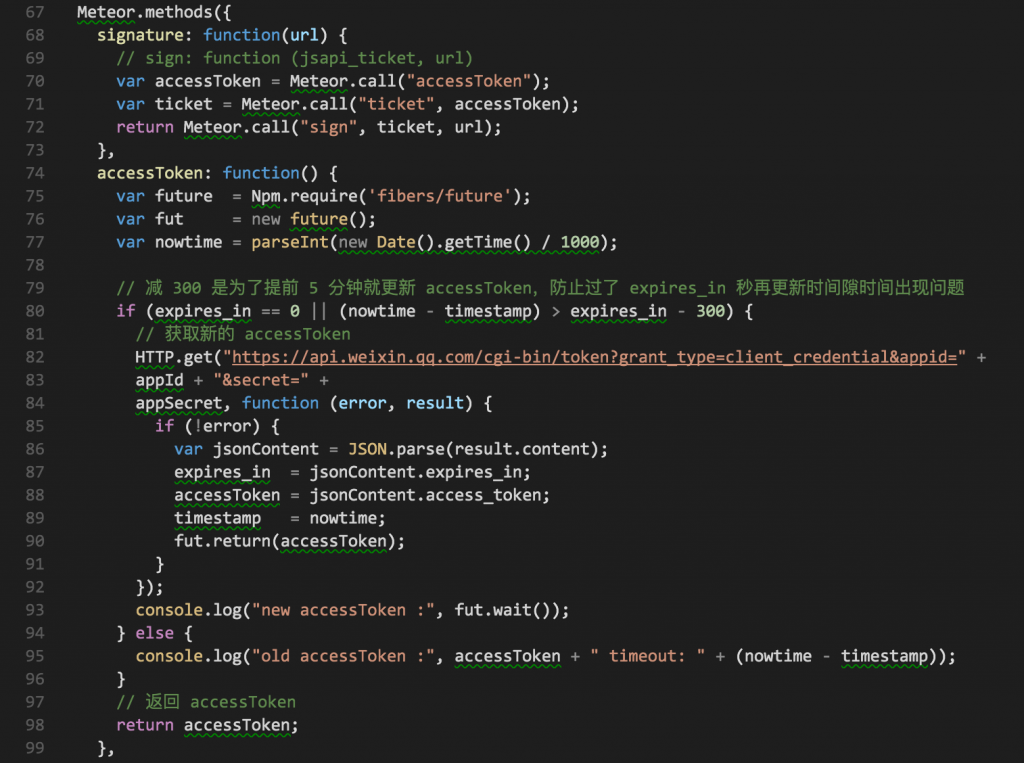 67 Meteor.methods({
68   signature: function(url) {
69     // sign: function (jsapi_ticket, url)
70     var accessToken = Meteor.call("accessToken");
71     var ticket = Meteor.call("ticket", accessToken);
72     return Meteor.call("sign", ticket, url);
73   },
74   accessToken: function() {
75     var future  = Npm.require('fibers/future');
76     var fut     = new future();
77     var nowtime = parseInt(new Date().getTime() / 1000);
78
79     // 减 300 是为了提前 5 分钟就更新 accessToken，防止过了 expires_in 秒再更新时间隙时间出现问题
80     if (expires_in == 0 || (nowtime - timestamp) > expires_in - 300) {
81       // 获取新的 accessToken
82       HTTP.get("https://api.weixin.qq.com/cgi-bin/token?grant_type=client_credential&appid=" +
83       appId + "&secret=" +
84       appSecret, function (error, result) {
85         if (!error) {
86           var jsonContent = JSON.parse(result.content);
87           expires_in  = jsonContent.expires_in;
88           accessToken = jsonContent.access_token;
89           timestamp   = nowtime;
90           fut.return(accessToken);
91         }
92       });
93       console.log("new accessToken :", fut.wait());
94     } else {
95       console.log("old accessToken :", accessToken + " timeout: " + (nowtime - timestamp));
96     }
97     // 返回 accessToken
98     return accessToken;
99   },